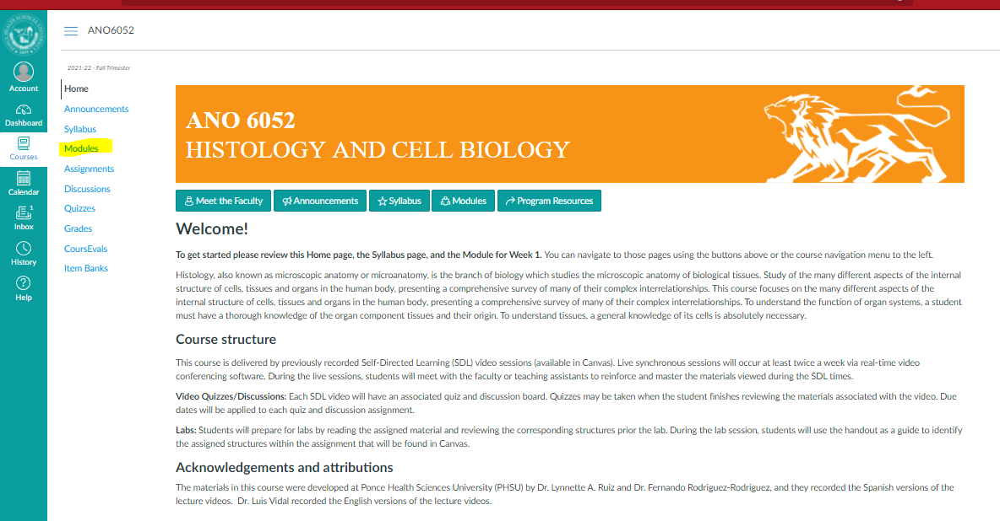 ANO6052
Account
Dashboard
Courses
Calendar
1
Inbox
History
Help
2021-22 - Fall Trimester
Home
Announcements
Syllabus
Modules
Assignments
Discussions
Quizzes
Grades
CoursEvals
Item Banks
ANO 6052
HISTOLOGY AND CELL BIOLOGY
Meet the Faculty Announcements Syllabus Modules Program Resources
Welcome!
To get started please review this Home page, the Syllabus page, and the Module for Week 1. You can navigate to those pages using the buttons above or the course navigation menu to the left.
Histology, also known as microscopic anatomy or microanatomy, is the branch of biology which studies the microscopic anatomy of biological tissues. Study of the many different aspects of the internal
structure of cells, tissues and organs in the human body, presenting a comprehensive survey of many of their complex interrelationships. This course focuses on the many different aspects of the
internal structure of cells, tissues and organs in the human body, presenting a comprehensive survey of many of their complex interrelationships. To understand the function of organ systems, a student
must have a thorough knowledge of the organ component tissues and their origin. To understand tissues, a general knowledge of its cells is absolutely necessary.
Course structure
This course is delivered by previously recorded Self-Directed Learning (SDL) video sessions (available in Canvas). Live synchronous sessions will occur at least twice a week via real-time video
conferencing software. During the live sessions, students will meet with the faculty or teaching assistants to reinforce and master the materials viewed during the SDL times.
Video Quizzes/Discussions: Each SDL video will have an associated quiz and discussion board. Quizzes may be taken when the student finishes reviewing the materials associated with the video. Due
dates will be applied to each quiz and discussion assignment.
Labs: Students will prepare for labs by reading the assigned material and reviewing the corresponding structures prior the lab. During the lab session, students will use the handout as a guide to identify
the assigned structures within the assignment that will be found in Canvas.
Acknowledgements and attributions
The materials in this course were developed at Ponce Health Sciences University (PHSU) by Dr. Lynnette A. Ruiz and Dr. Fernando Rodriguez-Rodriguez, and they recorded the Spanish versions of the
lecture videos. Dr. Luis Vidal recorded the English versions of the lecture videos.